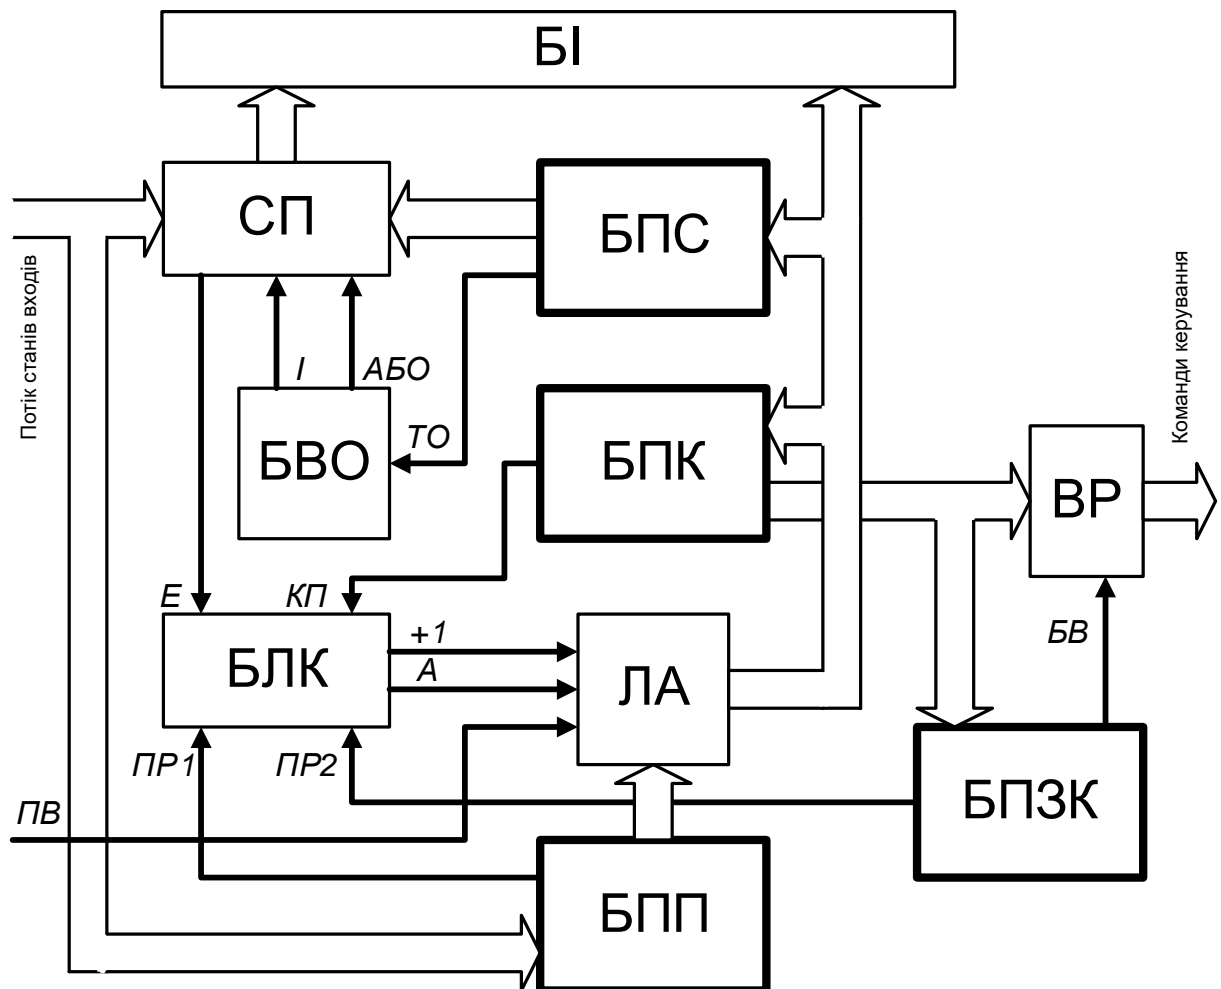 БІ
СП
БПС
Потік станів входів
Команди керування
І
АБО
БВО
ТО
БПК
ВР
Е
КП
БВ
БЛК
+1
А
ЛА
ПР1
ПР2
ПВ
БПЗК
БПП